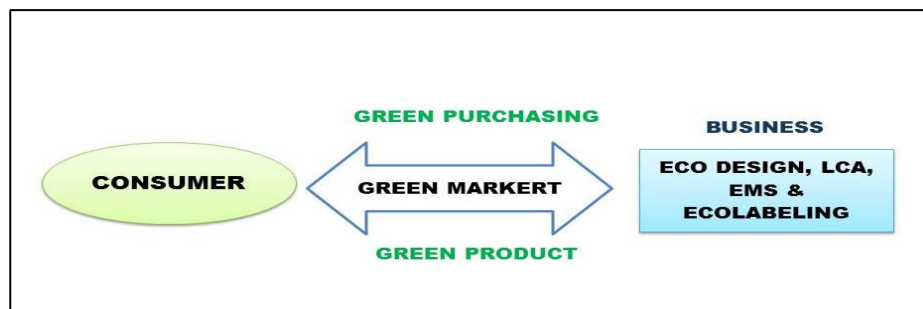 GREEN PURCHASING
BUSINESS
CONSUMER
GREEN MARKERT
ECO DESIGN, LCA,
EMS &
ECOLABELING
GREEN PRODUCT